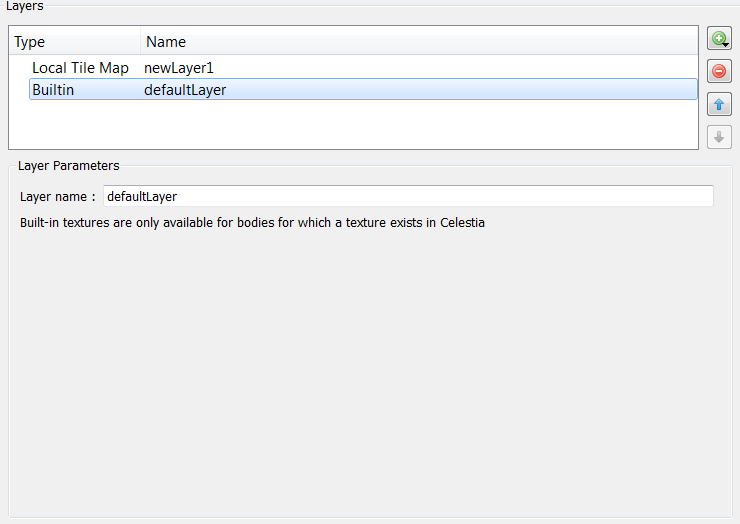 Layers
Type Name
Local Tile Map newLayer1
Builtin defaultLayer
Layer Parameters
Layer name : defaultLayer
Built-in textures are only available for bodies for which a texture exists in Celestia